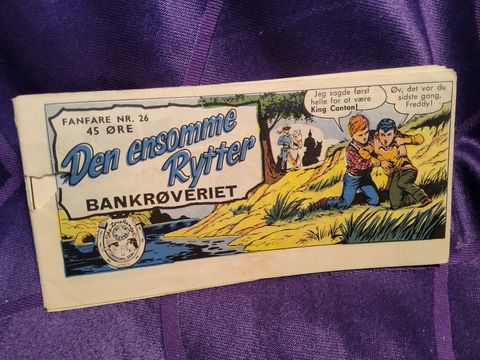 FANFARE NR. 26
45 ØRE
Den ensomme
Rytter
BANKRØVERIET
Jeg sagde først
helle for at være
King Canton!
Øv, det var du
sidste gang,
Freddy!